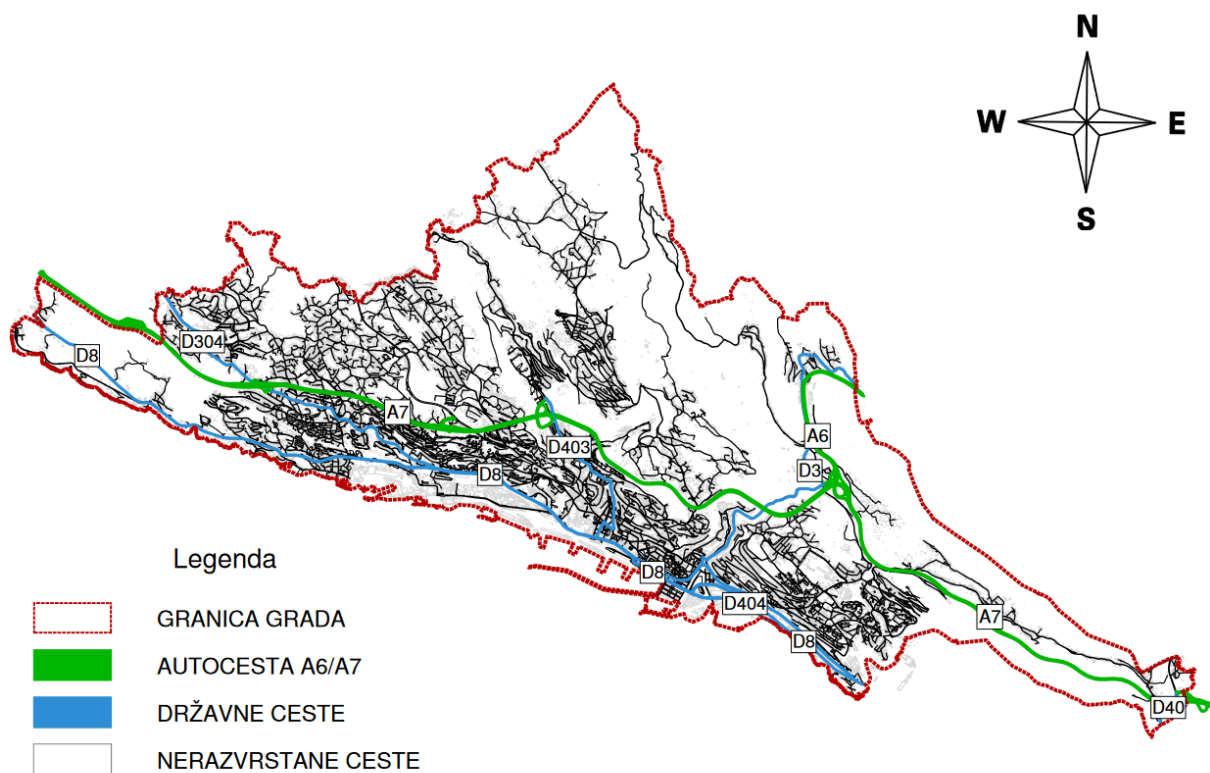 N
W
E
S
D304
D8
A7
D403
A6
D3
D8
D8
D404
A7
D8
D40
Legenda
GRANICA GRADA
AUTOCESTA A6/A7
DRŽAVNE CESTE
NERAZVRSTANE CESTE